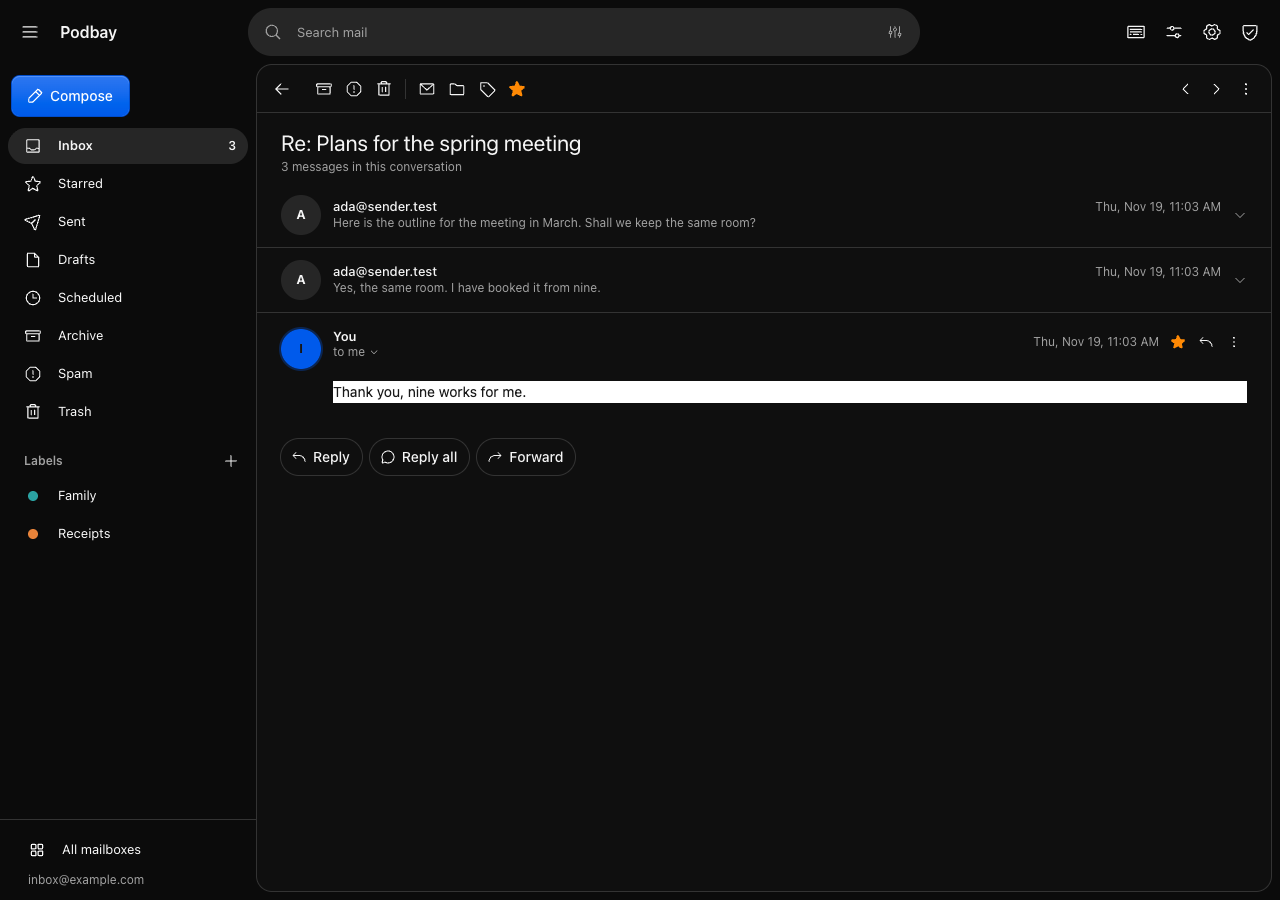 Podbay
Search mail
Compose
Inbox 3
Starred
Sent
Drafts
Scheduled
Archive
Spam
Trash
Labels
Family
Receipts
All mailboxes
inbox@example.com
Re: Plans for the spring meeting
3 messages in this conversation
A
ada@sender.test Thu, Nov 19, 11:03 AM
Here is the outline for the meeting in March. Shall we keep the same room?
A
ada@sender.test Thu, Nov 19, 11:03 AM
Yes, the same room. I have booked it from nine.
I
You Thu, Nov 19, 11:03 AM
to me
Thank you, nine works for me.
Reply Reply all Forward